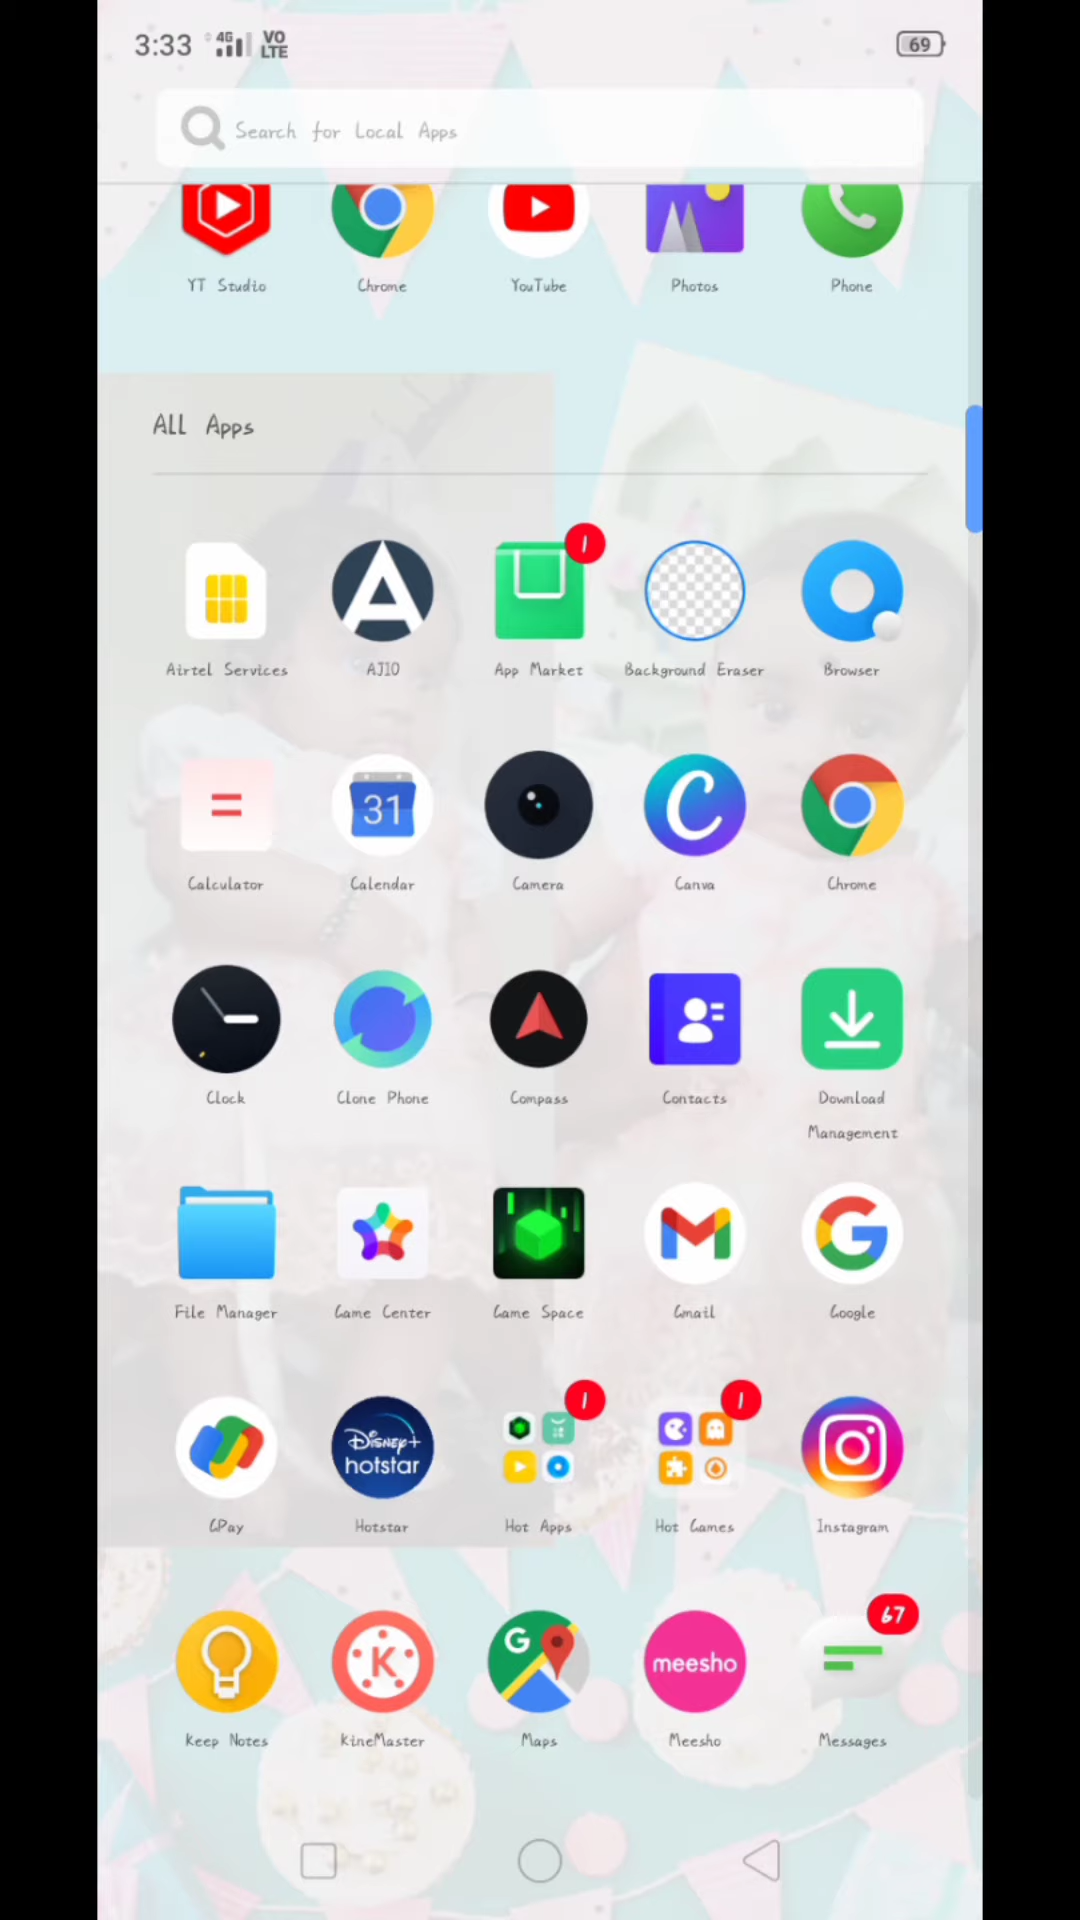 3:33 4G VO LTE 69
Search for Local Apps
YT Studio Chrome YouTube Photos Phone
All Apps
1
Airtel Services AJIO App Market Background Eraser Browser
31
Calculator Calendar Camera Canva Chrome
Clock Clone Phone Compass Contacts Download
Management
File Manager Game Center Game Space Gmail Google
1 1
Disney+
hotstar
GPay Hotstar Hot Apps Hot Games Instagram
67
K G meesho
Keep Notes KineMaster Maps Meesho Messages